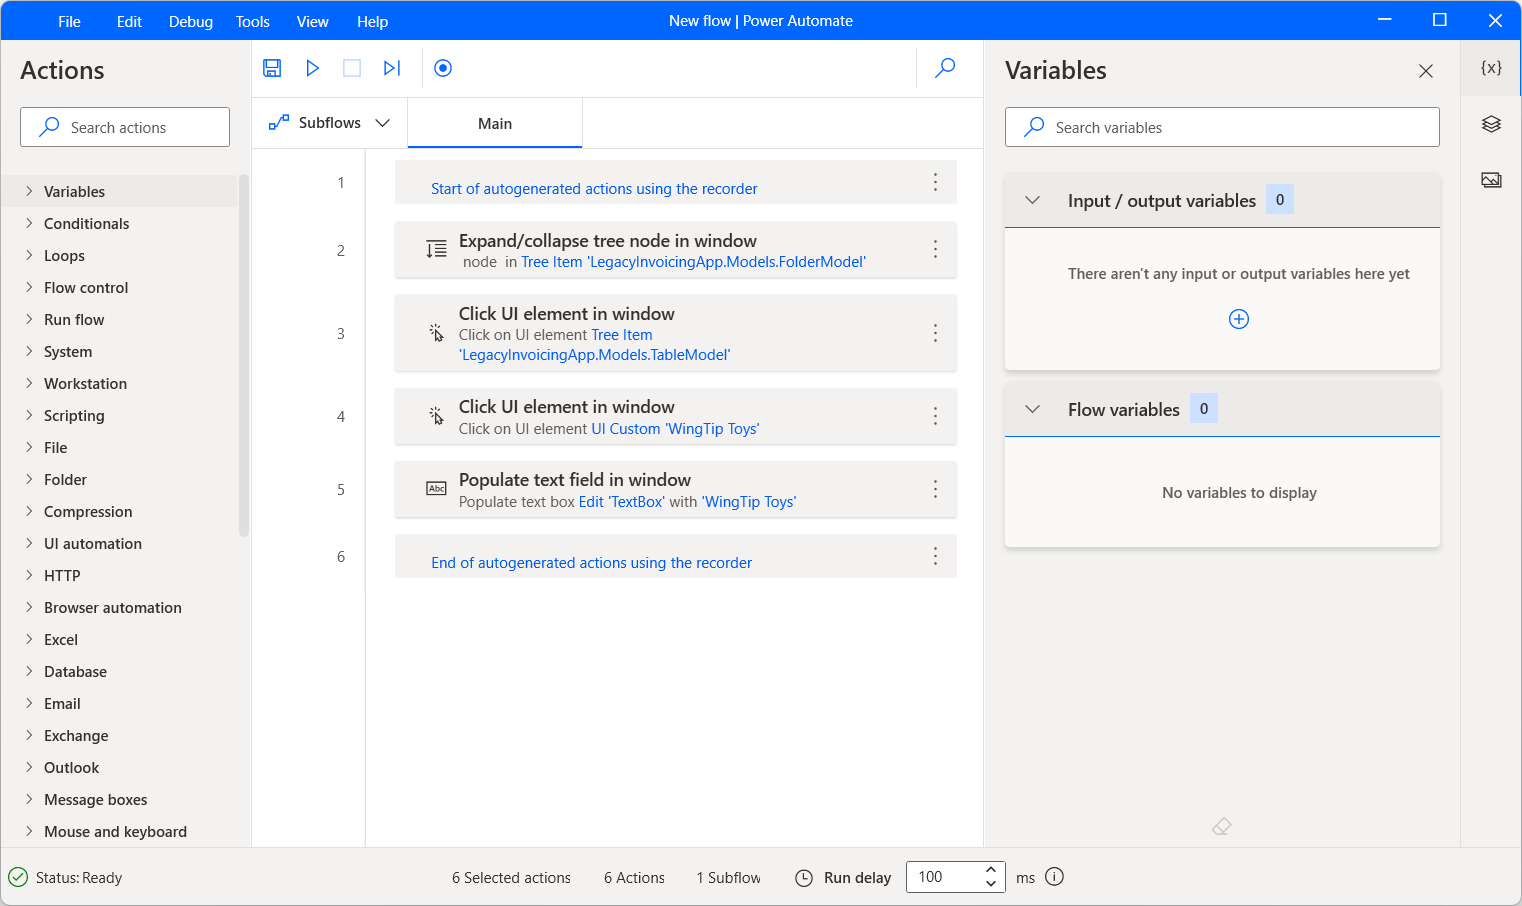 File Edit Debug Tools View Help New flow | Power Automate
Actions
Search actions
Variables
Conditionals
Loops
Flow control
Run flow
System
Workstation
Scripting
File
Folder
Compression
UI automation
HTTP
Browser automation
Excel
Database
Email
Exchange
Outlook
Message boxes
Mouse and keyboard
Subflows Main
1 Start of autogenerated actions using the recorder
2 Expand/collapse tree node in window
node in Tree Item 'LegacyInvoicingApp.Models.FolderModel'
3 Click UI element in window
Click on UI element Tree Item
'LegacyInvoicingApp.Models.TableModel'
4 Click UI element in window
Click on UI element UI Custom 'WingTip Toys'
5 Abc Populate text field in window
Populate text box Edit 'TextBox' with 'WingTip Toys'
6 End of autogenerated actions using the recorder
Variables
{x}
Search variables
Input / output variables 0
There aren't any input or output variables here yet
Flow variables 0
No variables to display
Status: Ready 6 Selected actions 6 Actions 1 Subflow Run delay 100 ms